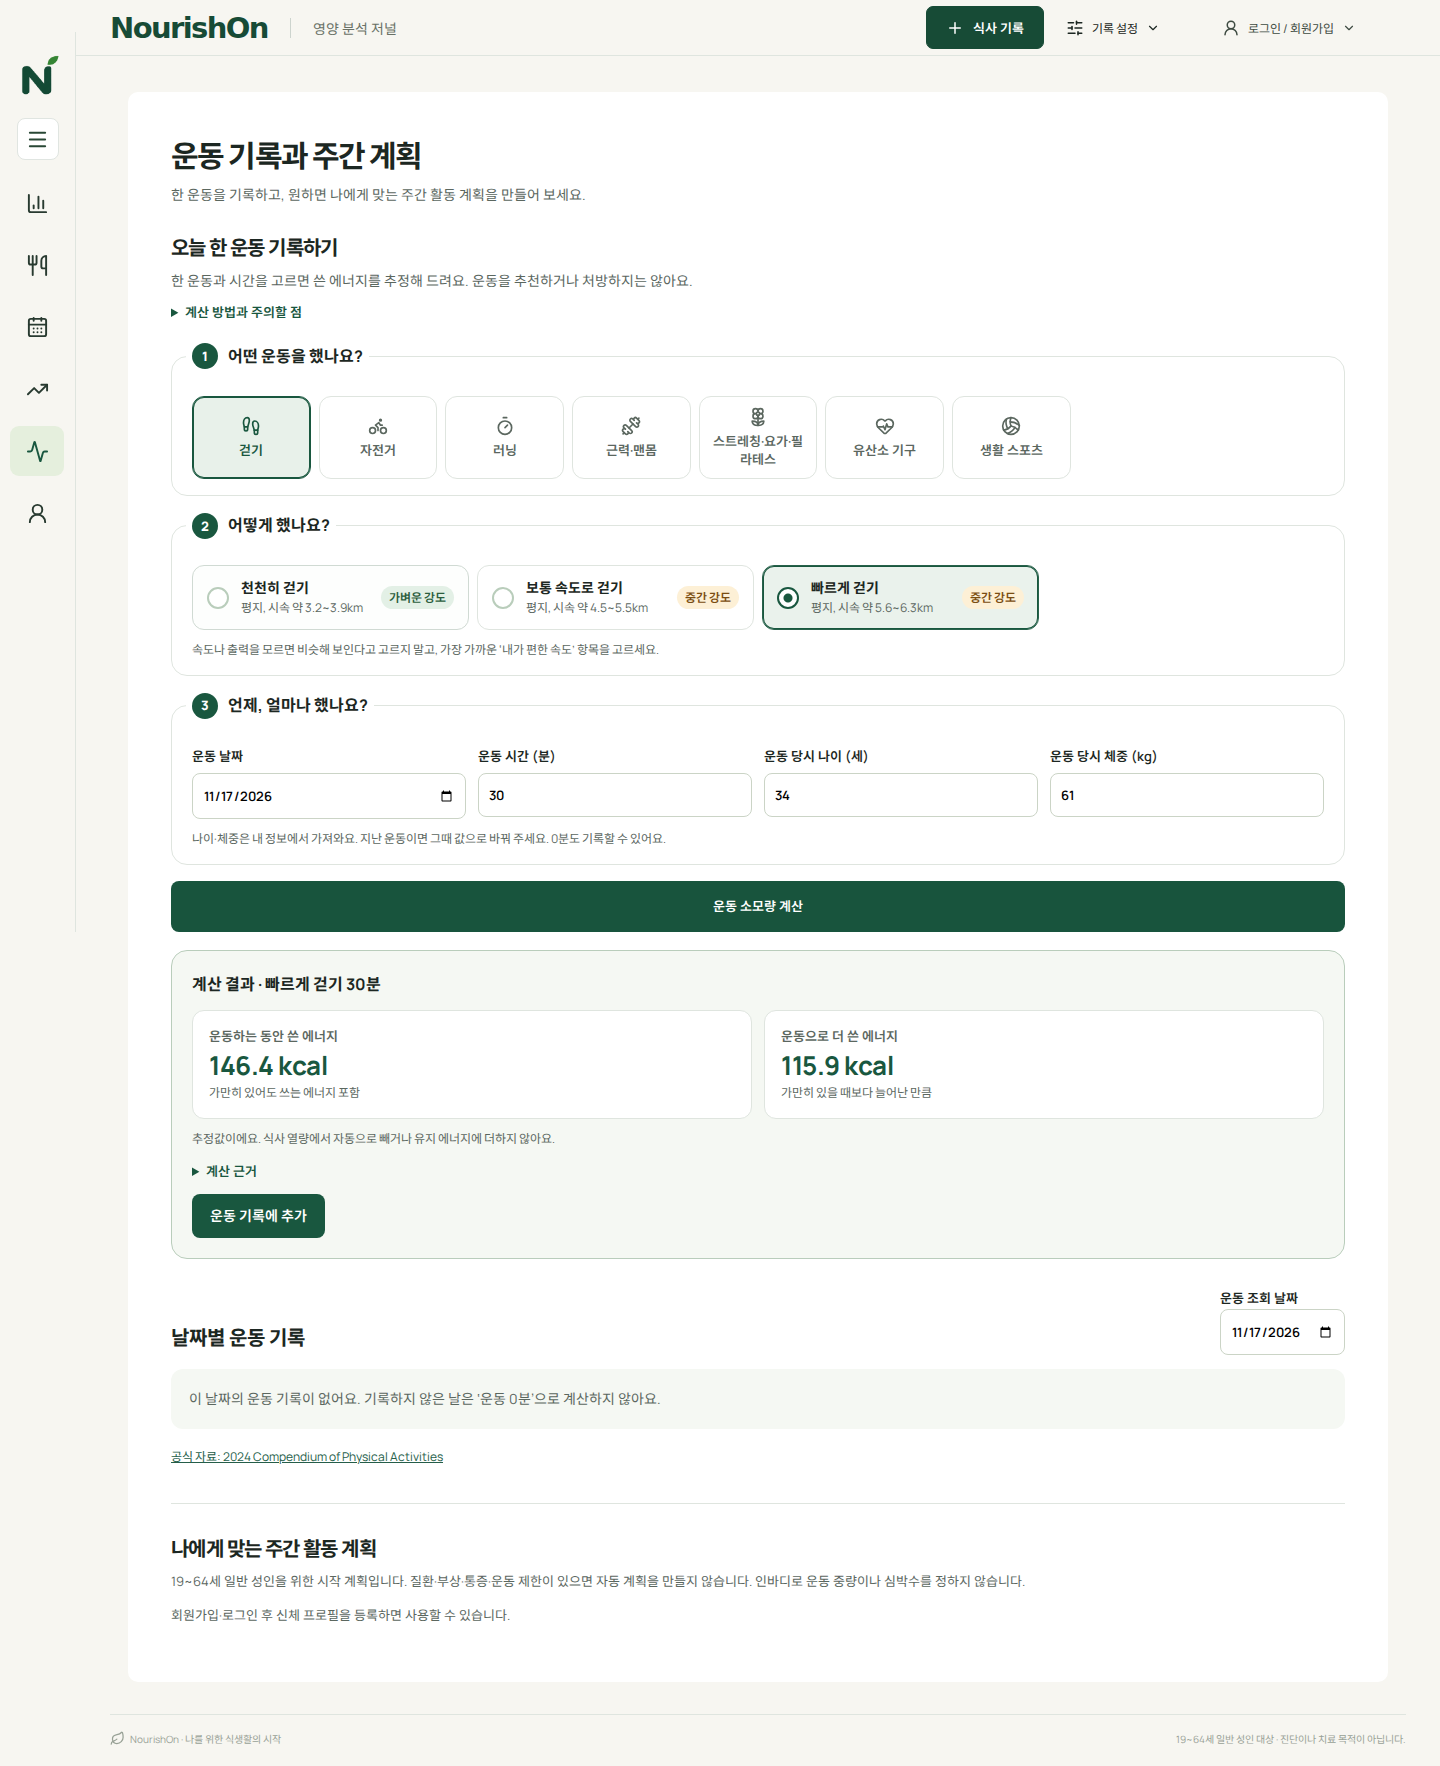 NourishOn
영양 분석 저널
식사 기록
기록 설정
로그인 / 회원가입
운동 기록과 주간 계획
한 운동을 기록하고, 원하면 나에게 맞는 주간 활동 계획을 만들어 보세요.
오늘 한 운동 기록하기
한 운동과 시간을 고르면 쓴 에너지를 추정해 드려요. 운동을 추천하거나 처방하지는 않아요.
계산 방법과 주의할 점
1 어떤 운동을 했나요?
걷기
자전거
러닝
근력·맨몸
스트레칭·요가·필
라테스
유산소 기구
생활 스포츠
2 어떻게 했나요?
천천히 걷기
평지, 시속 약 3.2~3.9km
가벼운 강도
보통 속도로 걷기
평지, 시속 약 4.5~5.5km
중간 강도
빠르게 걷기
평지, 시속 약 5.6~6.3km
중간 강도
속도나 출력을 모르면 비슷해 보인다고 고르지 말고, 가장 가까운 '내가 편한 속도' 항목을 고르세요.
3 언제, 얼마나 했나요?
운동 날짜
운동 시간 (분)
운동 당시 나이 (세)
운동 당시 체중 (kg)
11/17/2026
30
34
61
나이·체중은 내 정보에서 가져와요. 지난 운동이면 그때 값으로 바꿔 주세요. 0분도 기록할 수 있어요.
운동 소모량 계산
계산 결과 · 빠르게 걷기 30분
운동하는 동안 쓴 에너지
146.4 kcal
가만히 있어도 쓰는 에너지 포함
운동으로 더 쓴 에너지
115.9 kcal
가만히 있을 때보다 늘어난 만큼
추정값이에요. 식사 열량에서 자동으로 빼거나 유지 에너지에 더하지 않아요.
계산 근거
운동 기록에 추가
운동 조회 날짜
날짜별 운동 기록
11/17/2026
이 날짜의 운동 기록이 없어요. 기록하지 않은 날은 '운동 0분'으로 계산하지 않아요.
공식 자료: 2024 Compendium of Physical Activities
나에게 맞는 주간 활동 계획
19~64세 일반 성인을 위한 시작 계획입니다. 질환·부상·통증·운동 제한이 있으면 자동 계획을 만들지 않습니다. 인바디로 운동 중량이나 심박수를 정하지 않습니다.
회원가입·로그인 후 신체 프로필을 등록하면 사용할 수 있습니다.
NourishOn · 나를 위한 식생활의 시작
19~64세 일반 성인 대상 · 진단이나 치료 목적이 아닙니다.